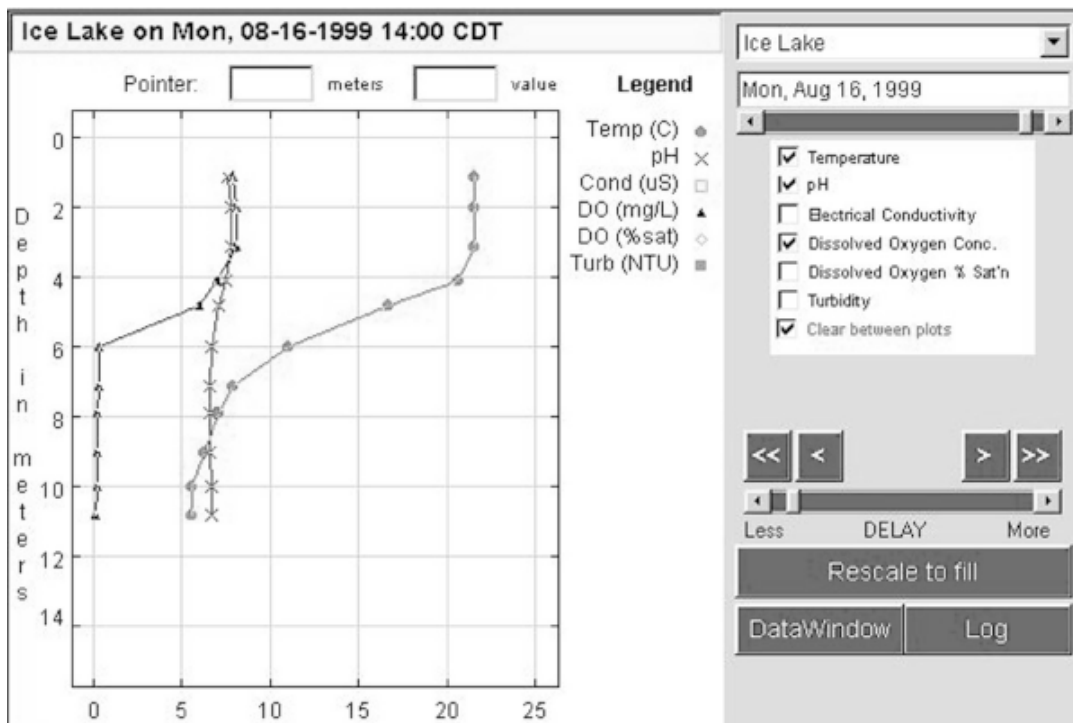 Ice Lake on Mon, 08-16-1999 14:00 CDT
Pointer: meters value Legend
Temp (C)
pH
Cond (uS)
DO (mg/L)
DO (%sat)
Turb (NTU)
Depth in meters
0
2
4
6
8
10
12
14
0 5 10 15 20 25
Ice Lake
Mon, Aug 16, 1999
Temperature
pH
Electrical Conductivity
Dissolved Oxygen Conc.
Dissolved Oxygen % Sat'n
Turbidity
Clear between plots
<< < > >>
Less DELAY More
Rescale to fill
DataWindow Log